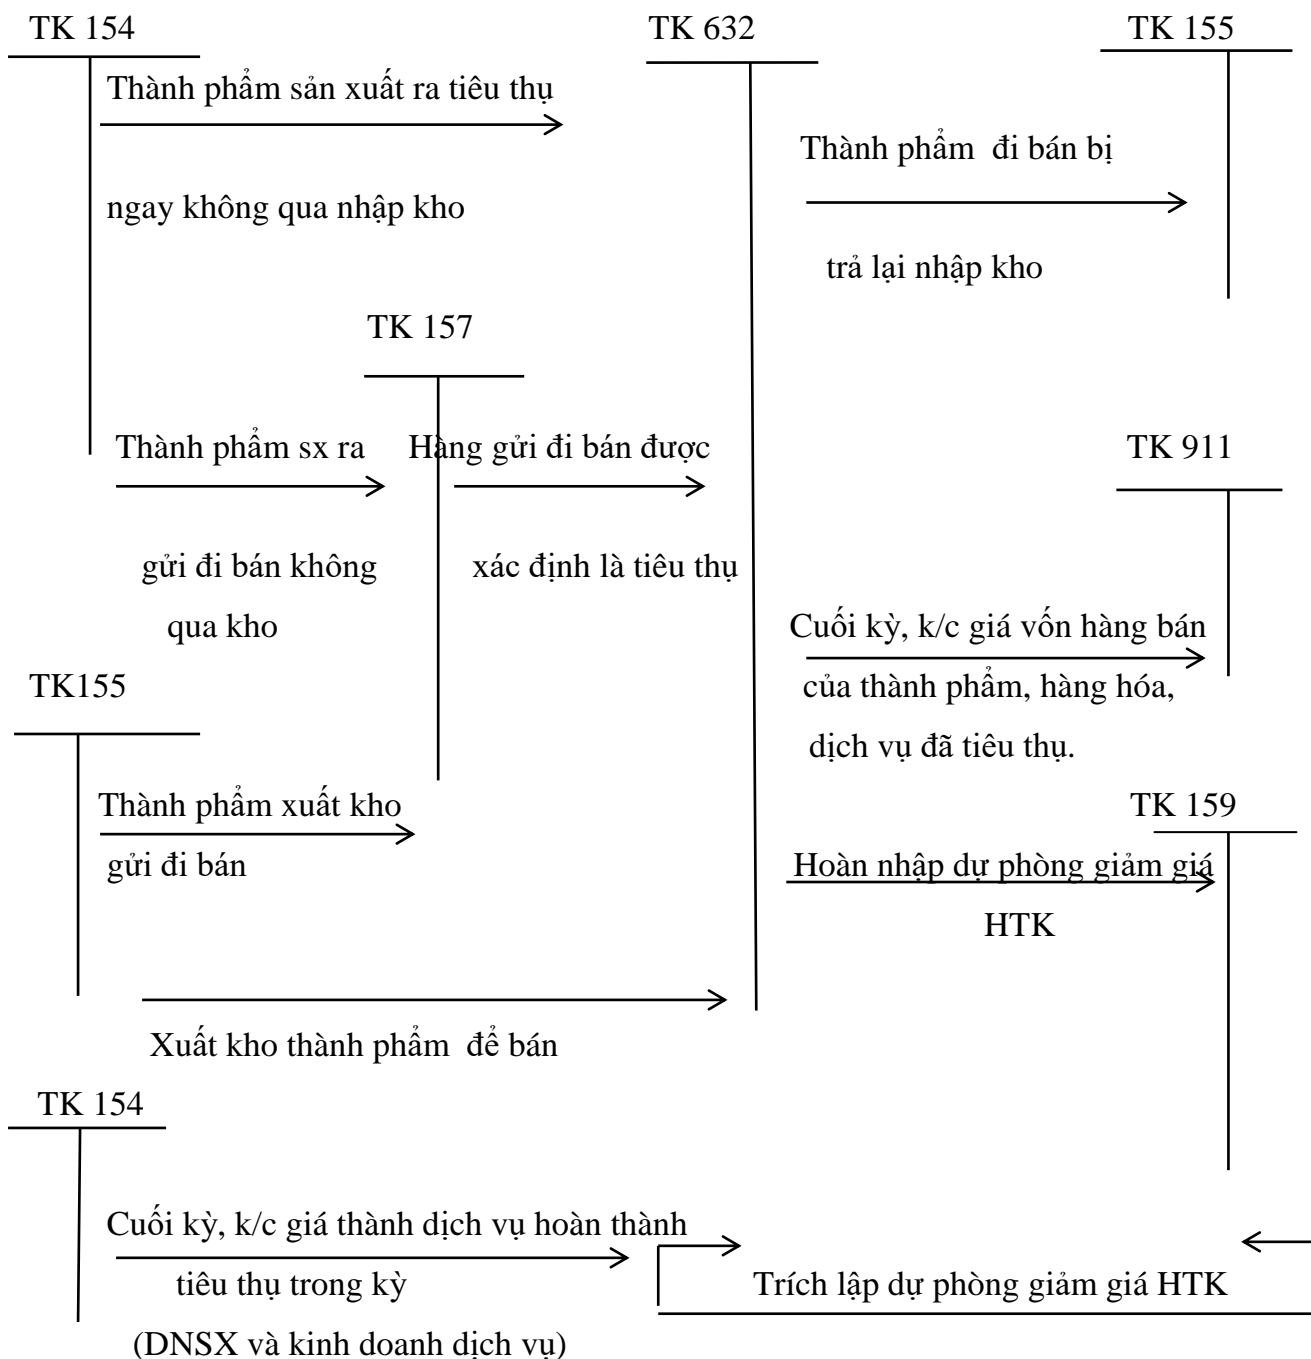 TK 154
TK 632
TK 155
Thành phẩm sản xuất ra tiêu thụ
ngay không qua nhập kho
Thành phẩm đi bán bị
trả lại nhập kho
TK 157
Thành phẩm sx ra
gửi đi bán không
qua kho
Hàng gửi đi bán được
xác định là tiêu thụ
TK 911
Cuối kỳ, k/c giá vốn hàng bán
của thành phẩm, hàng hóa,
dịch vụ đã tiêu thụ.
TK155
Thành phẩm xuất kho
gửi đi bán
TK 159
Hoàn nhập dự phòng giảm giá
HTK
Xuất kho thành phẩm để bán
TK 154
Cuối kỳ, k/c giá thành dịch vụ hoàn thành
tiêu thụ trong kỳ
(DNSX và kinh doanh dịch vụ)
Trích lập dự phòng giảm giá HTK